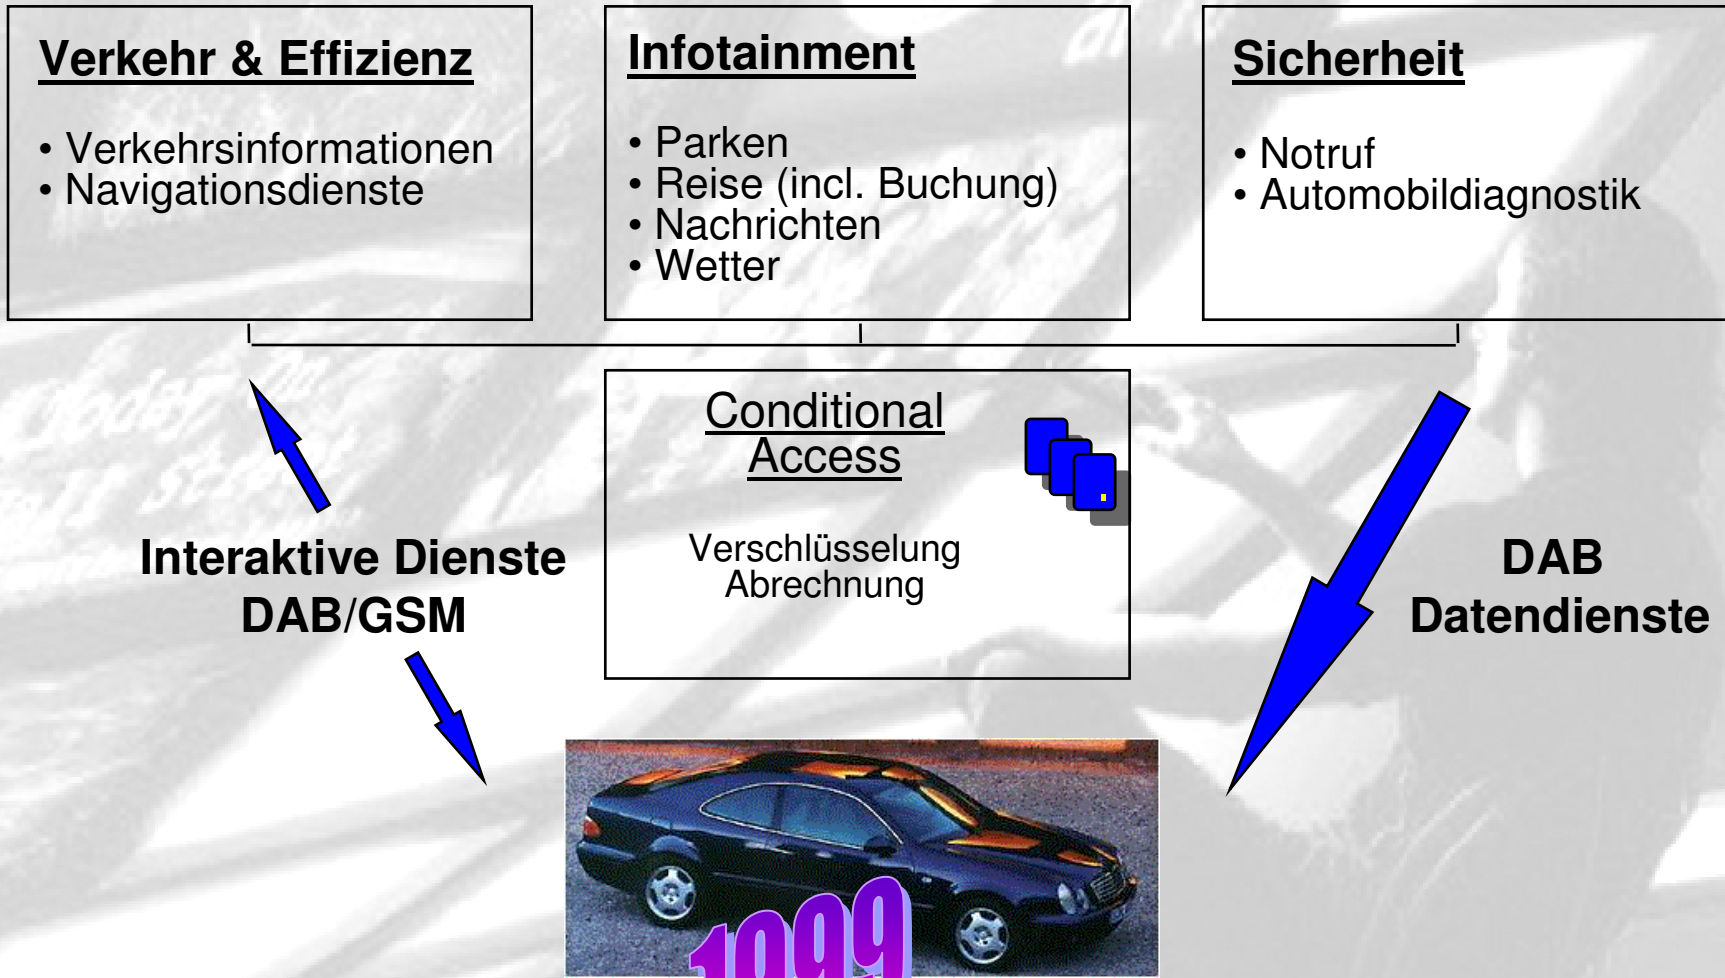 Verkehr & Effizienz
• Verkehrsinformationen
• Navigationsdienste
Infotainment
• Parken
• Reise (incl. Buchung)
• Nachrichten
• Wetter
Sicherheit
• Notruf
• Automobildiagnostik
Conditional
Access
Verschlüsselung
Abrechnung
Interaktive Dienste
DAB/GSM
DAB
Datendienste
1999